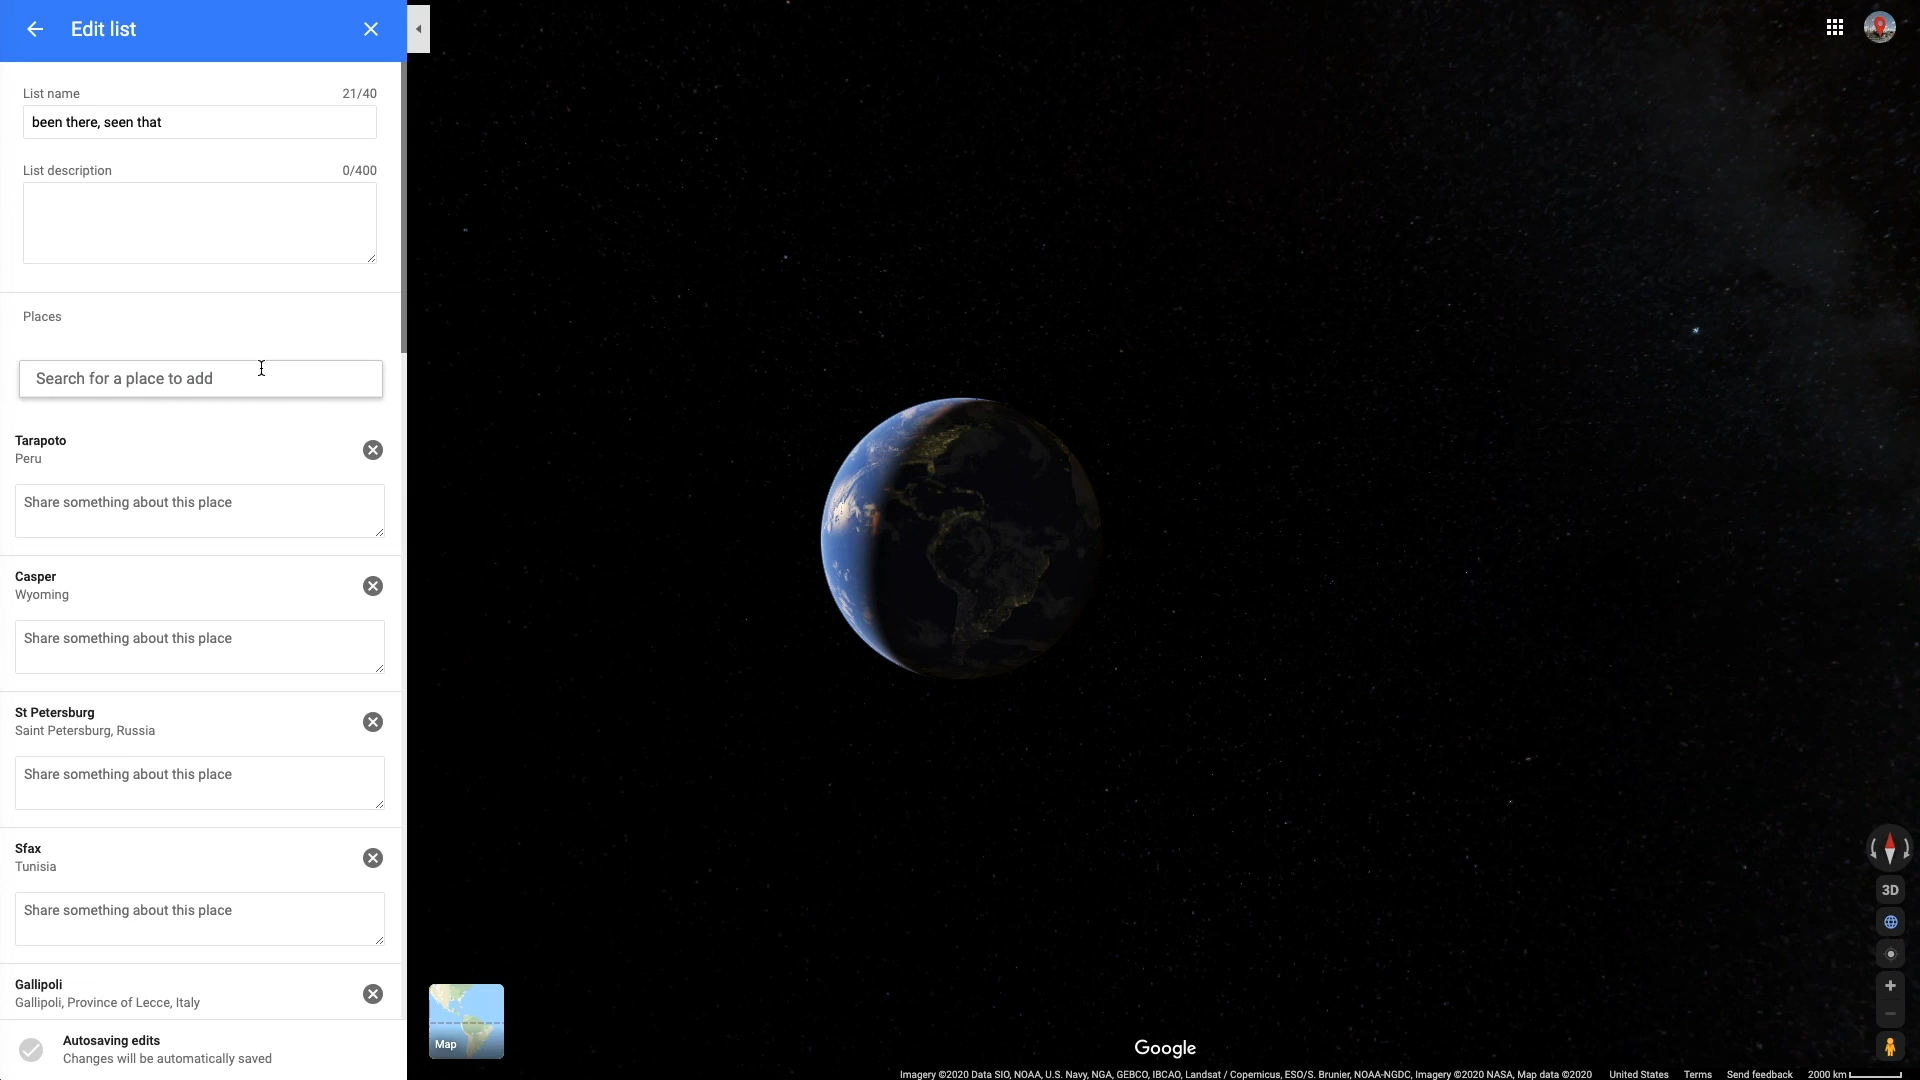 Edit list
List name
21/40
been there, seen that
List description
0/400
Places
Search for a place to add
Tarapoto
Peru
Share something about this place
Casper
Wyoming
Share something about this place
St Petersburg
Saint Petersburg, Russia
Share something about this place
Sfax
Tunisia
Share something about this place
Gallipoli
Gallipoli, Province of Lecce, Italy
Autosaving edits
Changes will be automatically saved
Map
Google
3D
Imagery ©2020 Data SIO, NOAA, U.S. Navy, NGA, GEBCO, IBCAO, Landsat / Copernicus, ESO/S. Brunier, NOAA-NGDC, Imagery ©2020 NASA, Map data ©2020
United States
Terms
Send feedback
2000 km